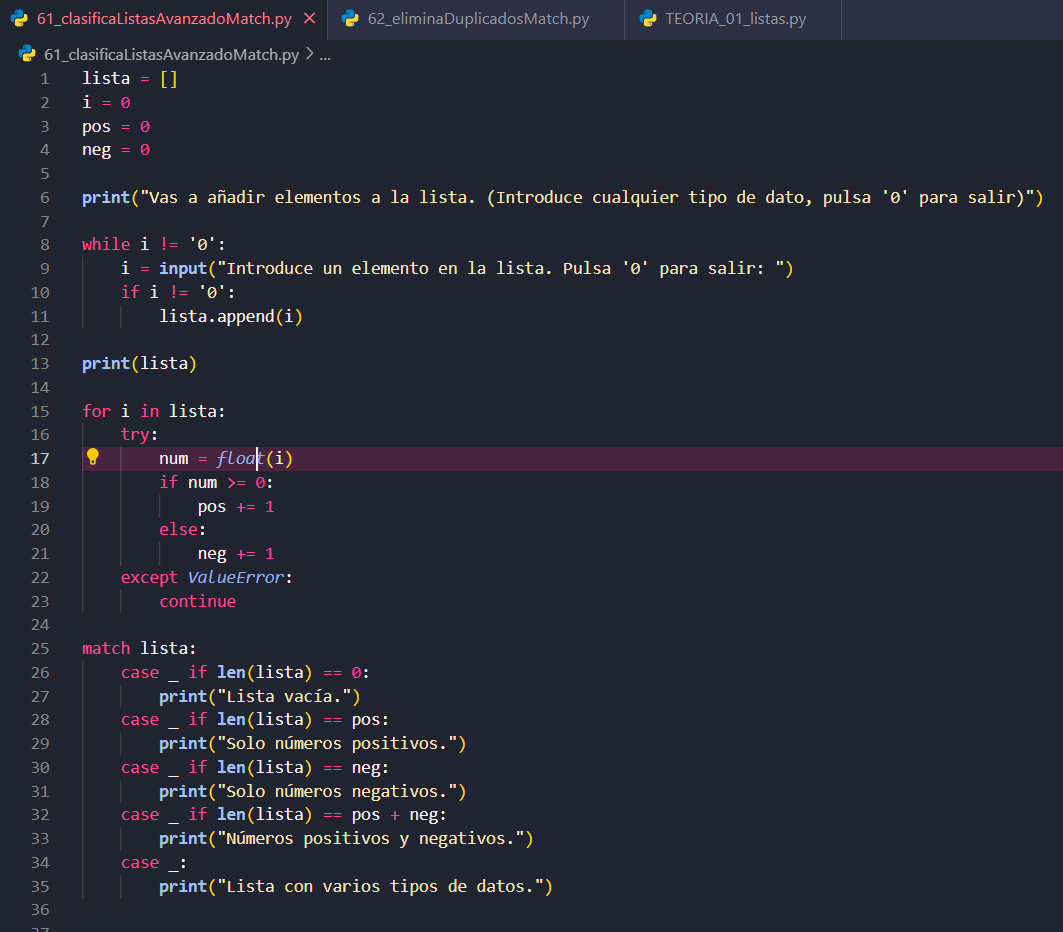 61_clasificaListasAvanzadoMatch.py × 62_eliminaDuplicadosMatch.py TEORIA_01_listas.py
61_clasificaListasAvanzadoMatch.py > ...
1 lista = []
2 i = 0
3 pos = 0
4 neg = 0
5
6 print("Vas a añadir elementos a la lista. (Introduce cualquier tipo de dato, pulsa '0' para salir)")
7
8 while i != '0':
9     i = input("Introduce un elemento en la lista. Pulsa '0' para salir: ")
10     if i != '0':
11         lista.append(i)
12
13 print(lista)
14
15 for i in lista:
16     try:
17         num = float(i)
18         if num >= 0:
19             pos += 1
20         else:
21             neg += 1
22     except ValueError:
23         continue
24
25 match lista:
26     case _ if len(lista) == 0:
27         print("Lista vacía.")
28     case _ if len(lista) == pos:
29         print("Solo números positivos.")
30     case _ if len(lista) == neg:
31         print("Solo números negativos.")
32     case _ if len(lista) == pos + neg:
33         print("Números positivos y negativos.")
34     case _:
35         print("Lista con varios tipos de datos.")
36
37